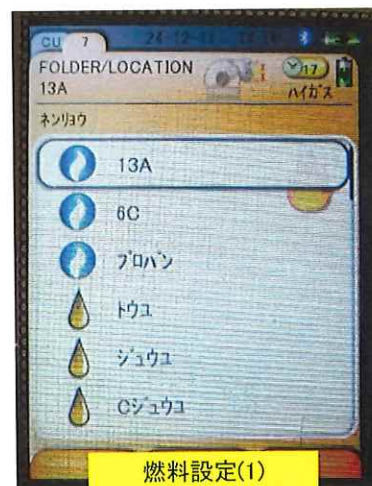 CU 7
FOLDER/LOCATION
17
13A
ハイガス
ネンリョウ
13A
6C
プロパン
トウユ
ジュウユ
Cジュウユ
燃料設定(1)